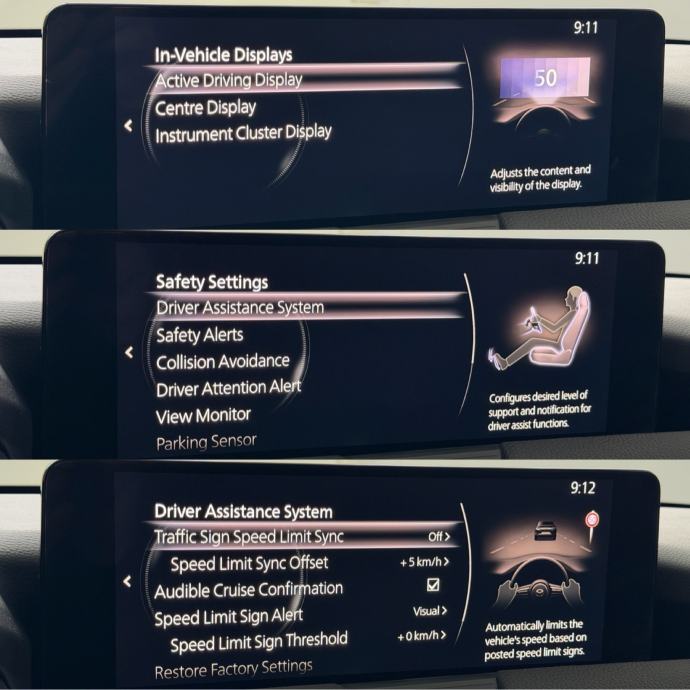 9:11
In-Vehicle Displays
Active Driving Display
Centre Display
Instrument Cluster Display
50
Adjusts the content and
visibility of the display.
9:11
Safety Settings
Driver Assistance System
Safety Alerts
Collision Avoidance
Driver Attention Alert
View Monitor
Parking Sensor
Configures desired level of
support and notification for
driver assist functions.
9:12
Driver Assistance System
Traffic Sign Speed Limit Sync Off
Speed Limit Sync Offset +5 km/h
Audible Cruise Confirmation
Speed Limit Sign Alert Visual
Speed Limit Sign Threshold +0 km/h
Restore Factory Settings
Automatically limits the
vehicle's speed based on
posted speed limit signs.